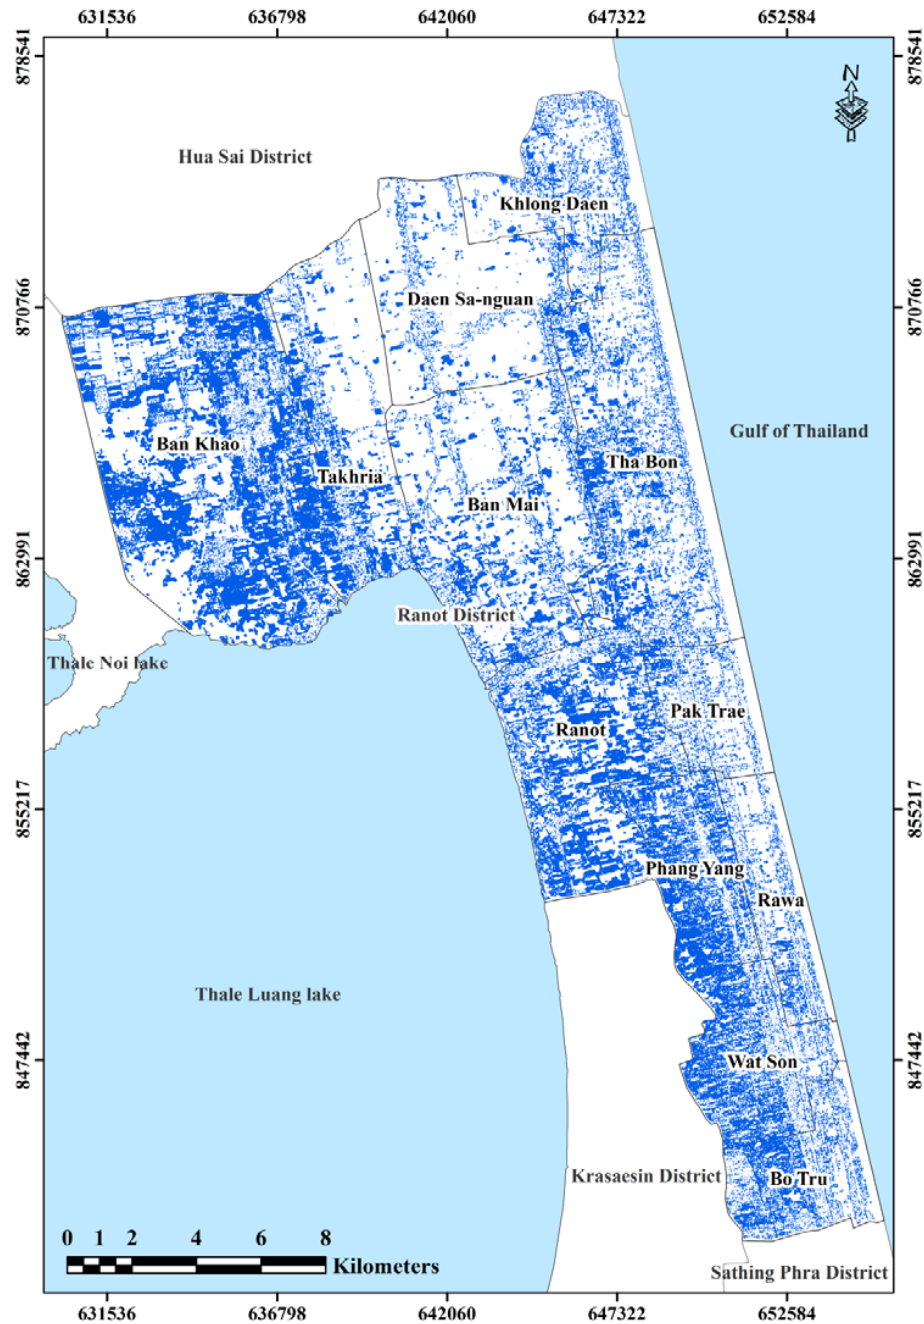 631536 636798 642060 647322 652584
878541 878541
N
Hua Sai District
Khlong Daen
870766 870766
Daen Sa-nguan
Gulf of Thailand
Ban Khao
Tha Bon
Takhria
Ban Mai
862991 862991
Ranot District
Thale Noi lake
Pak Trae
Ranot
855217 855217
Phang Yang
Rawa
Thale Luang lake
847442 847442
Wat Son
Krasaesin District
Bo Tru
0 1 2 4 6 8
Kilometers
Sathing Phra District
631536 636798 642060 647322 652584